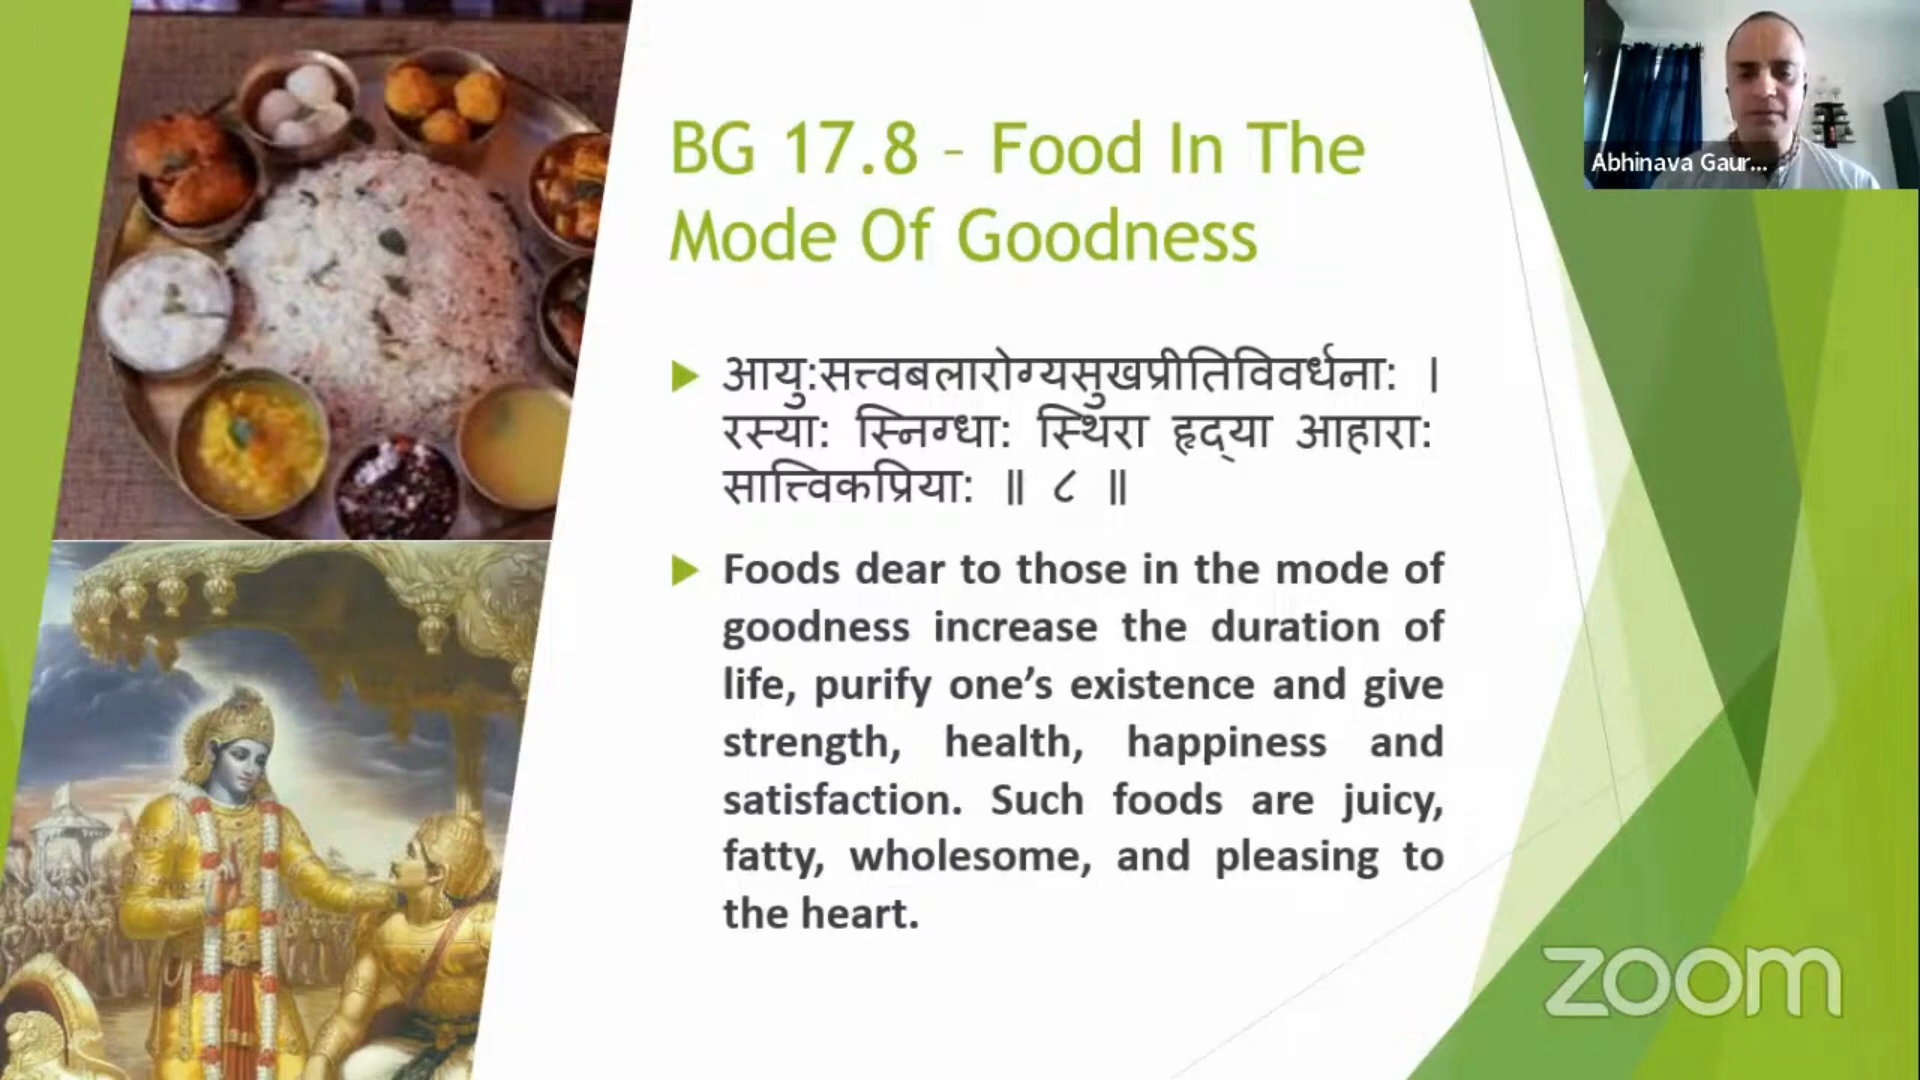 BG 17.8 – Food In The
Mode Of Goodness
आयुःसत्त्वबलारोग्यसुखप्रीतिविवर्धनाः ।
रस्याः स्निग्धाः स्थिरा हृद्‌या आहाराः
सात्त्विकप्रियाः ॥ ८ ॥
Foods dear to those in the mode of
goodness increase the duration of
life, purify one’s existence and give
strength, health, happiness and
satisfaction. Such foods are juicy,
fatty, wholesome, and pleasing to
the heart.
Abhinava Gaur...
zoom